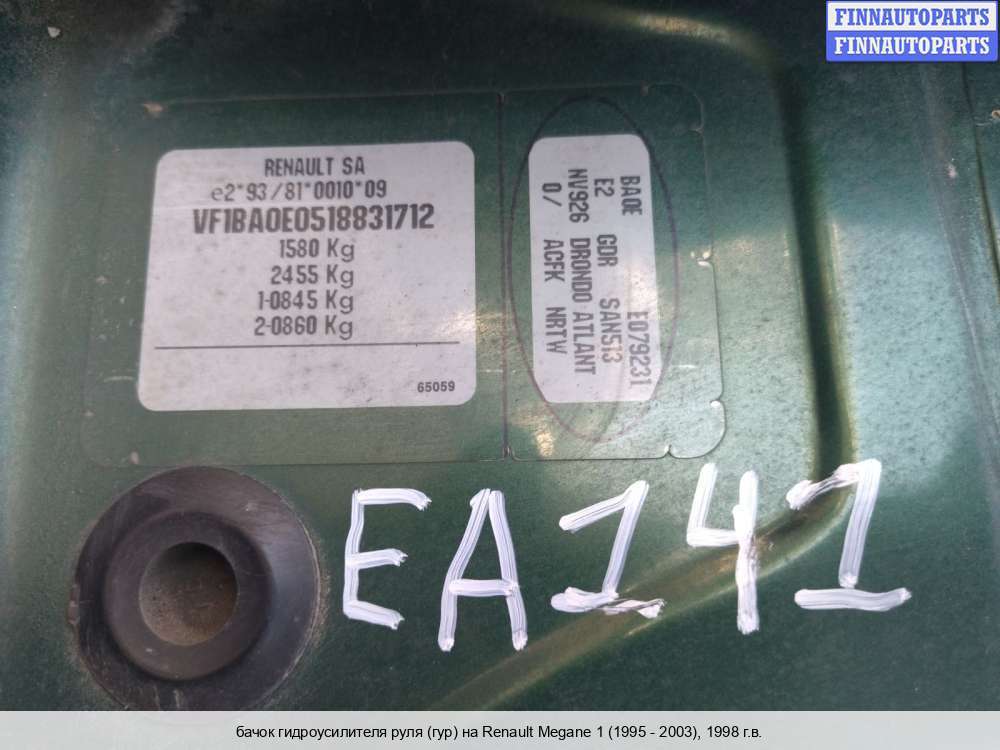 FINNAUTOPARTS
FINNAUTOPARTS
RENAULT SA
e2*93/81*0010*09
VF1BA0E0518831712
1580 Kg
2455 Kg
1-0845 Kg
2-0860 Kg
65059
BA0E E079231
E2 GDR SAN513
NV926 DRONDO ATLANT
0/ ACFK NRTW
EA141
бачок гидроусилителя руля (гур) на Renault Megane 1 (1995 - 2003), 1998 г.в.